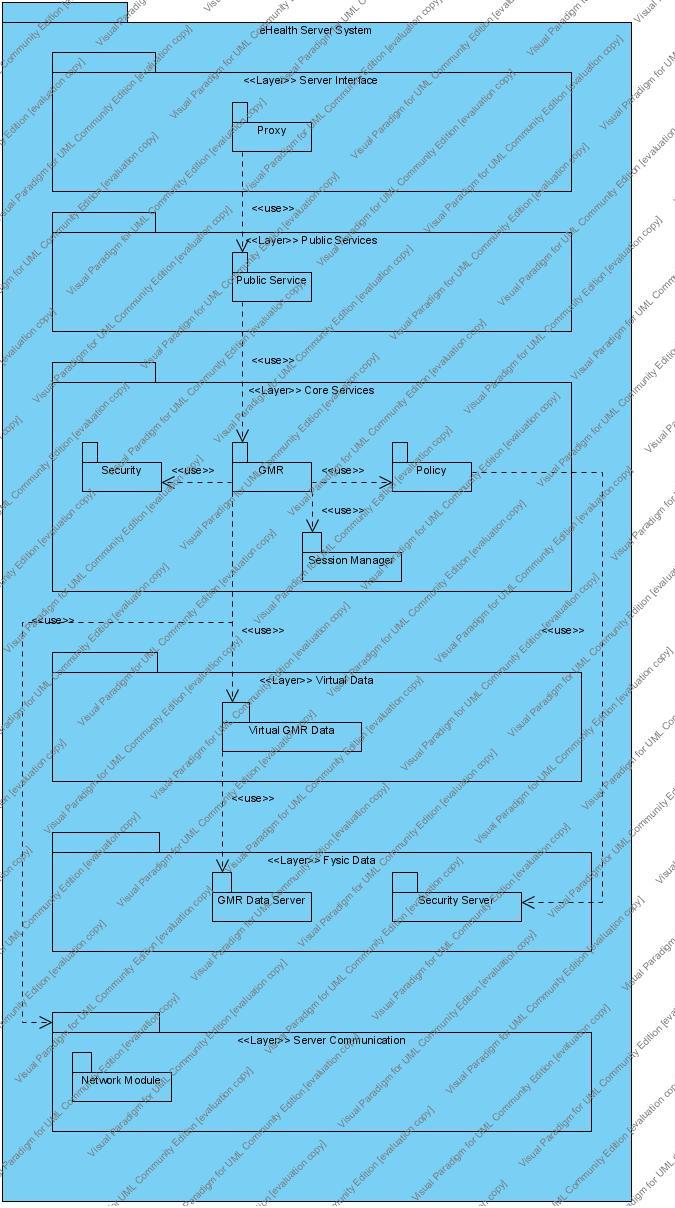 eHealth Server System
<<Layer>> Server Interface
Proxy
<<use>>
<<Layer>> Public Services
Public Service
<<use>>
<<Layer>> Core Services
Security
<<use>>
GMR
<<use>>
Policy
<<use>>
Session Manager
<<use>>
<<use>>
<<use>>
<<Layer>> Virtual Data
Virtual GMR Data
<<use>>
<<Layer>> Fysic Data
GMR Data Server
Security Server
<<Layer>> Server Communication
Network Module
Visual Paradigm for UML Community Edition [evaluation copy]